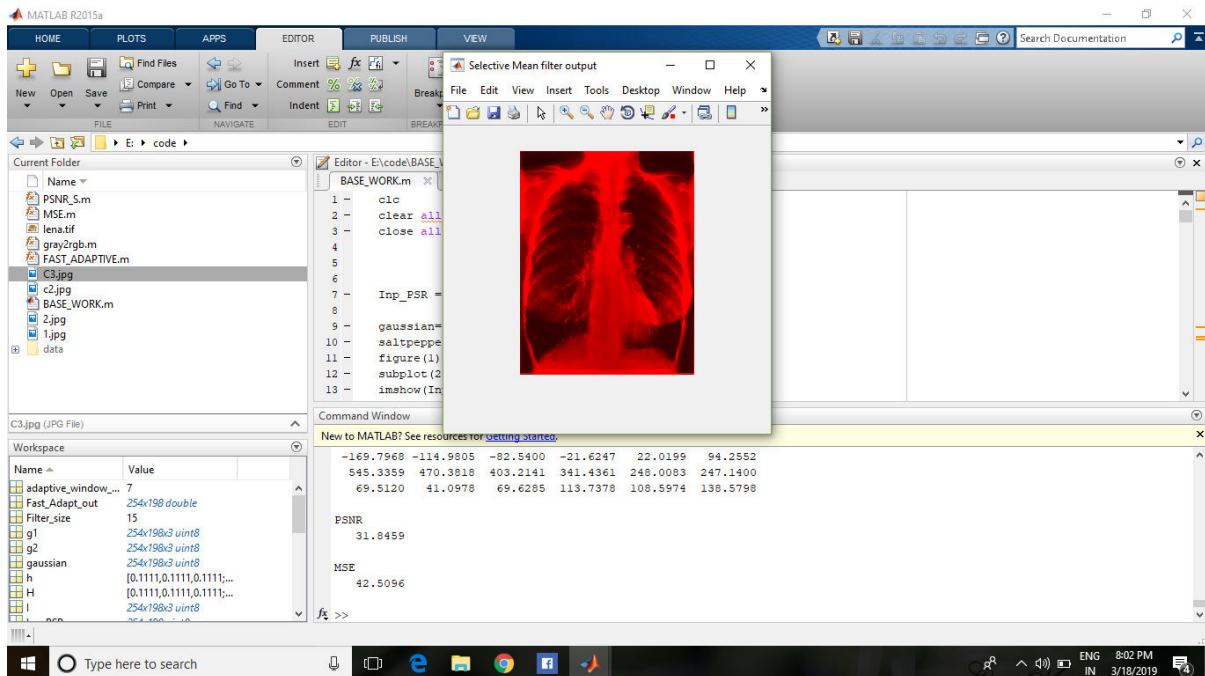 MATLAB R2015a
HOME PLOTS APPS EDITOR PUBLISH VIEW
Search Documentation
New Open Save
Find Files
Compare
Print
FILE
Go To
Find
NAVIGATE
Insert fx
Comment
Indent
EDIT
E: code
Current Folder
Name
PSNR_S.m
MSE.m
lena.tif
gray2rgb.m
FAST_ADAPTIVE.m
C3.jpg
c2.jpg
BASE_WORK.m
2.jpg
1.jpg
data
C3.jpg (JPG File)
Workspace
Name Value
adaptive_window_... 7
Fast_Adapt_out 254x198 double
Filter_size 15
g1 254x198x3 uint8
g2 254x198x3 uint8
gaussian 254x198x3 uint8
h [0.1111,0.1111,0.1111;...
H [0.1111,0.1111,0.1111;...
I 254x198x3 uint8
Editor - E:\code\BASE_
BASE_WORK.m
1 clc
2 clear all
3 close all
4
5
6
7 Inp_PSR =
8
9 gaussian=
10 saltpeppe
11 figure(1)
12 subplot(2
13 imshow(In
Selective Mean filter output
File Edit View Insert Tools Desktop Window Help
Command Window
New to MATLAB? See resources for Getting Started.
-169.7968 -114.9805 -82.5400 -21.6247 22.0199 94.2552
545.3359 470.3818 403.2141 341.4361 248.0083 247.1400
69.5120 41.0978 69.6285 113.7378 108.5974 138.5798
PSNR
31.8459
MSE
42.5096
fx >>
Type here to search
ENG
IN
8:02 PM
3/18/2019